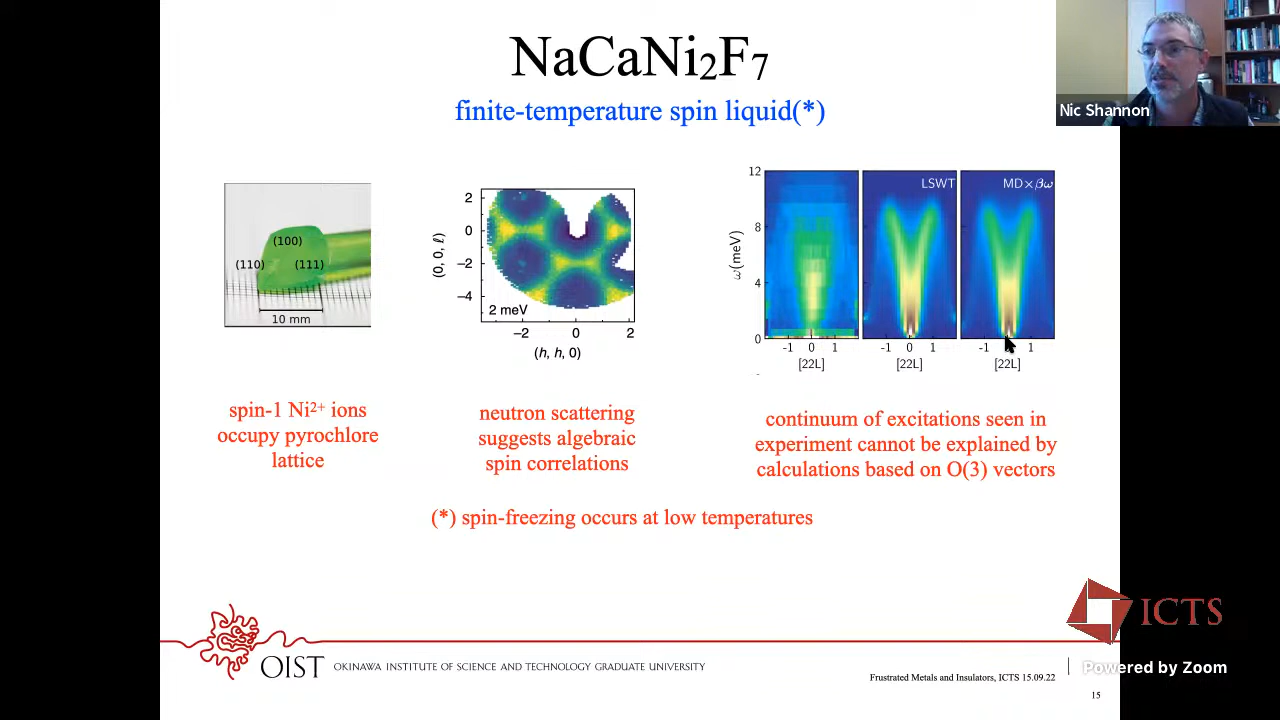 NaCaNi₂F₇
finite-temperature spin liquid(*)
Nic Shannon
(100)
(110)
(111)
10 mm
(0, 0, ℓ)
2
0
−2
−4
2 meV
−2
0
2
(h, h, 0)
ω(meV)
12
8
4
0
LSWT
MD×βω
-1 0 1
-1 0 1
-1 0 1
[22L]
[22L]
[22L]
spin-1 Ni²⁺ ions
occupy pyrochlore
lattice
neutron scattering
suggests algebraic
spin correlations
continuum of excitations seen in
experiment cannot be explained by
calculations based on O(3) vectors
(*) spin-freezing occurs at low temperatures
ICTS
OIST
OKINAWA INSTITUTE OF SCIENCE AND TECHNOLOGY GRADUATE UNIVERSITY
Powered by Zoom
Frustrated Metals and Insulators, ICTS 15.09.22
15